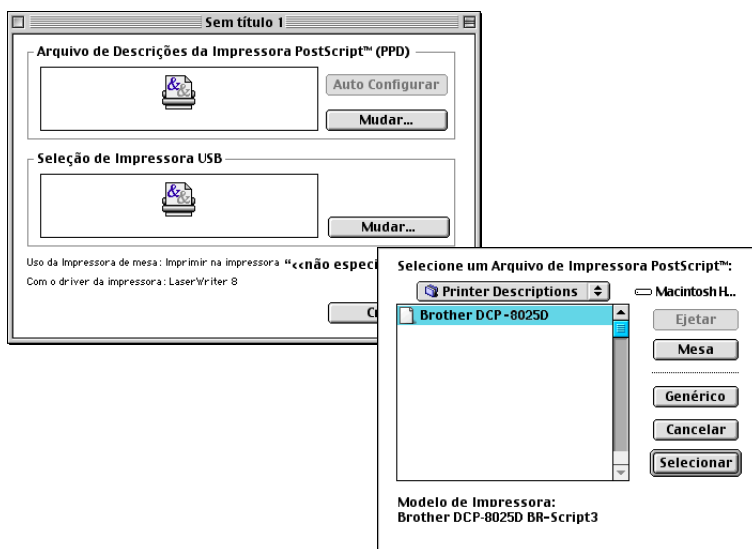 Sem título 1
Arquivo de Descrições da Impressora PostScript™ (PPD)
Auto Configurar
Mudar...
Seleção de Impressora USB
Mudar...
Uso da Impressora de mesa: Imprimir na impressora "<<não especi
Com o driver da impressora: LaserWriter 8
Selecione um Arquivo de Impressora PostScript™:
Printer Descriptions
Macintosh H...
Brother DCP-8025D
Ejetar
Mesa
Genérico
Cancelar
Selecionar
Modelo de Impressora:
Brother DCP-8025D BR-Script3